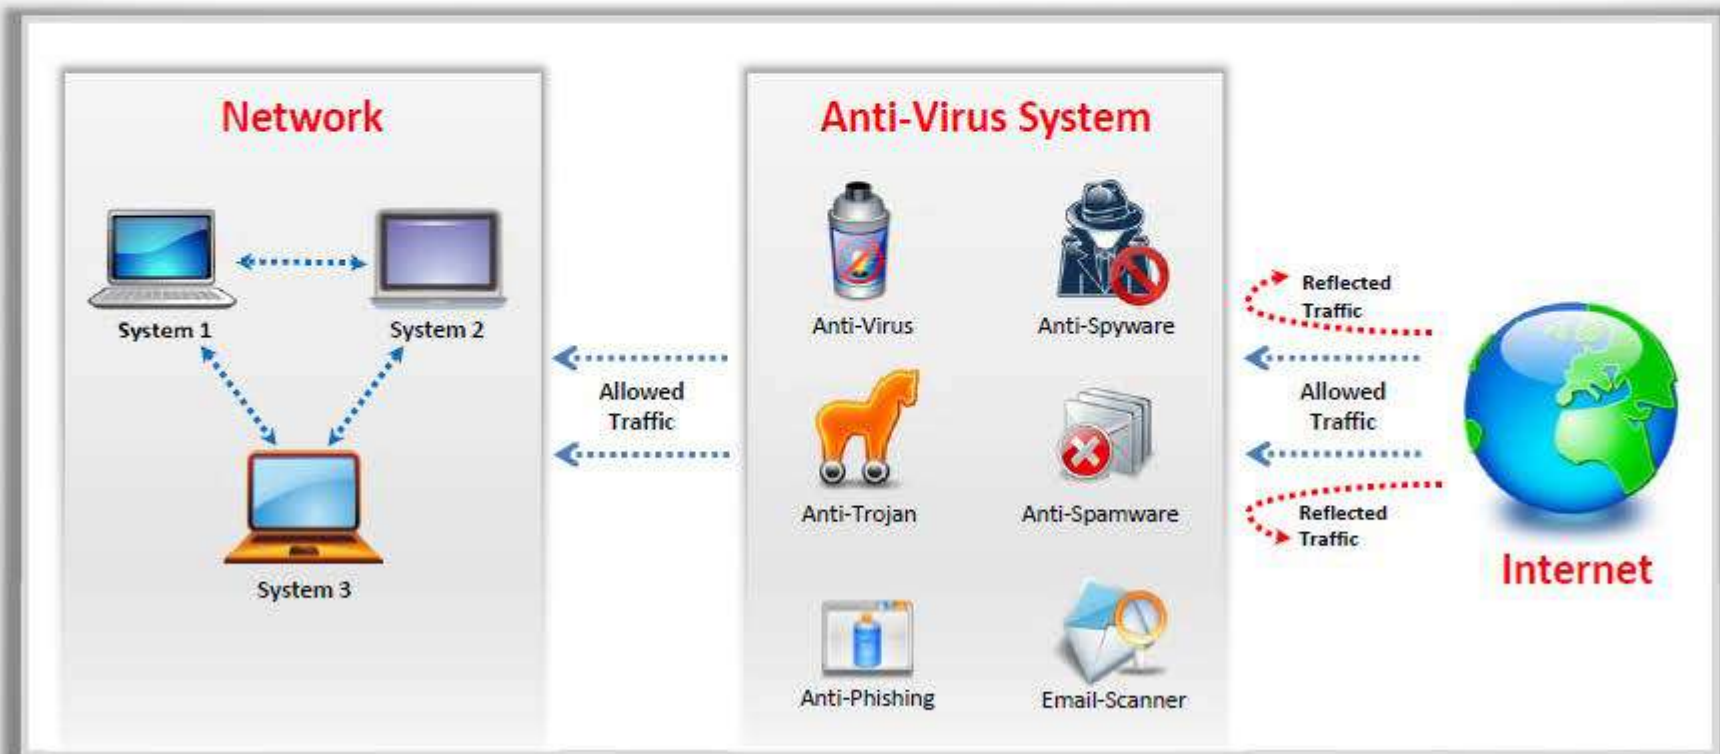 Network
System 1
System 2
System 3
Allowed
Traffic
Anti-Virus System
Anti-Virus
Anti-Spyware
Anti-Trojan
Anti-Spamware
Anti-Phishing
Email-Scanner
Reflected
Traffic
Allowed
Traffic
Reflected
Traffic
Internet